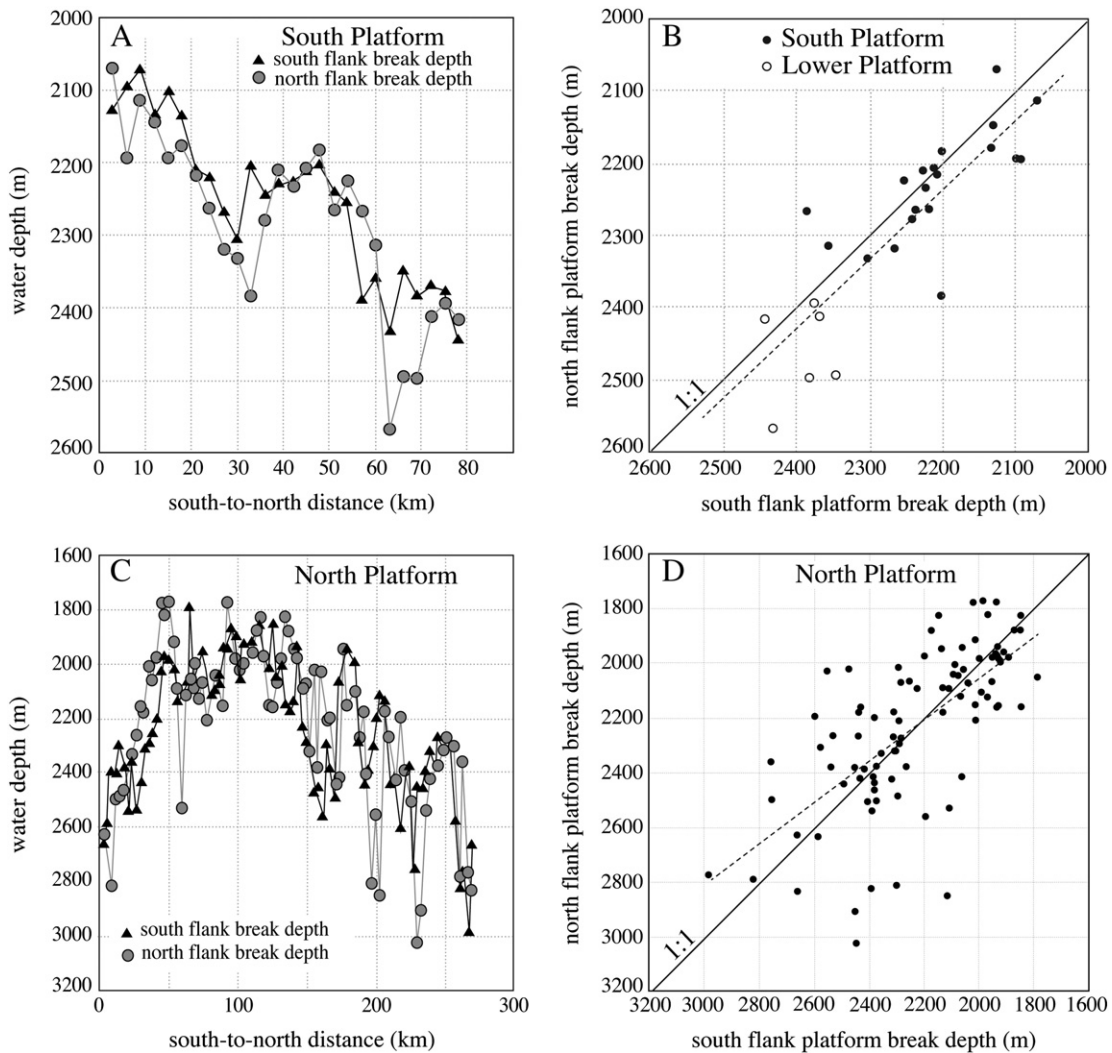 A
South Platform
south flank break depth
north flank break depth
2000
2100
2200
2300
2400
2500
2600
water depth (m)
0 10 20 30 40 50 60 70 80
south-to-north distance (km)
B
South Platform
Lower Platform
2000
2100
2200
2300
2400
2500
2600
north flank platform break depth (m)
1:1
2600 2500 2400 2300 2200 2100 2000
south flank platform break depth (m)
C
North Platform
1600
1800
2000
2200
2400
2600
2800
3000
3200
water depth (m)
south flank break depth
north flank break depth
0 100 200 300
south-to-north distance (km)
D
North Platform
1600
1800
2000
2200
2400
2600
2800
3000
3200
north flank platform break depth (m)
1:1
3200 3000 2800 2600 2400 2200 2000 1800 1600
south flank platform break depth (m)